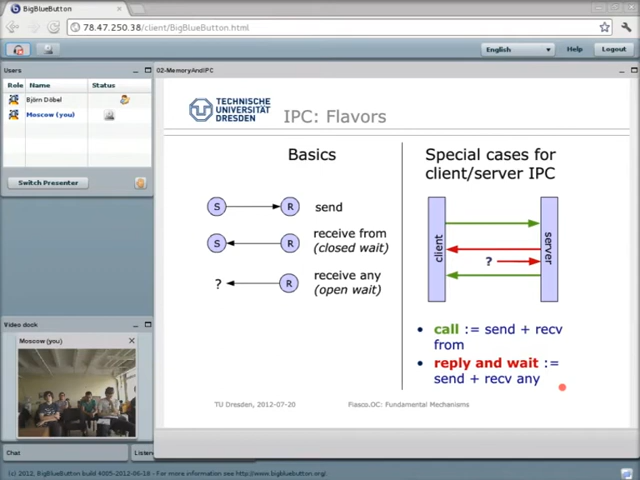 BigBlueButton
78.47.250.38/client/BigBlueButton.html
English
Help
Logout
Users
Role Name Status
Björn Döbel
Moscow (you)
Switch Presenter
Video dock
Moscow (you)
Chat
Listen
02-MemoryAndIPC
TECHNISCHE
UNIVERSITÄT
DRESDEN
IPC: Flavors
Basics
S R send
S R receive from
(closed wait)
? R receive any
(open wait)
Special cases for
client/server IPC
client
server
?
• call := send + recv
from
• reply and wait :=
send + recv any
TU Dresden, 2012-07-20
Fiasco.OC: Fundamental Mechanisms
(c) 2012, BigBlueButton build 4005-2012-06-18 - For more information see http://www.bigbluebutton.org/